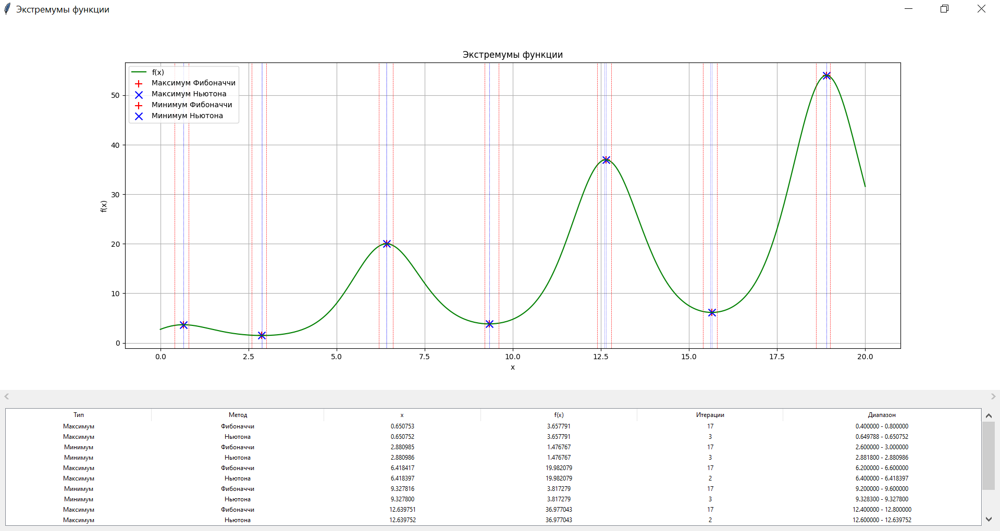 Экстремумы функции
Экстремумы функции
f(x)
Максимум Фибоначчи
Максимум Ньютона
Минимум Фибоначчи
Минимум Ньютона
50
40
30
20
10
0
f(x)
0.0 2.5 5.0 7.5 10.0 12.5 15.0 17.5 20.0
x
Тип Метод x f(x) Итерации Диапазон
Максимум Фибоначчи 0.650753 3.657791 17 0.400000 - 0.800000
Максимум Ньютона 0.650752 3.657791 3 0.649788 - 0.650752
Минимум Фибоначчи 2.880985 1.476767 17 2.600000 - 3.000000
Минимум Ньютона 2.880986 1.476767 3 2.881800 - 2.880986
Максимум Фибоначчи 6.418417 19.982079 17 6.200000 - 6.600000
Максимум Ньютона 6.418397 19.982079 2 6.400000 - 6.418397
Минимум Фибоначчи 9.327816 3.817279 17 9.200000 - 9.600000
Минимум Ньютона 9.327800 3.817279 3 9.328300 - 9.327800
Максимум Фибоначчи 12.639751 36.977043 17 12.400000 - 12.800000
Максимум Ньютона 12.639752 36.977043 2 12.600000 - 12.639752